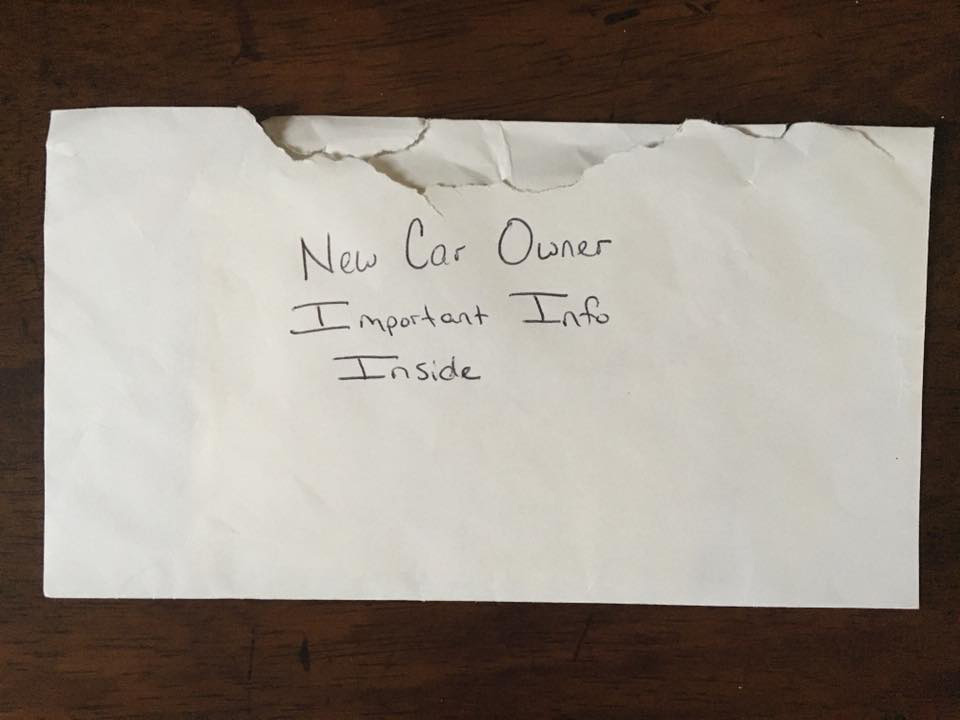 New Car Owner
Important Info
Inside